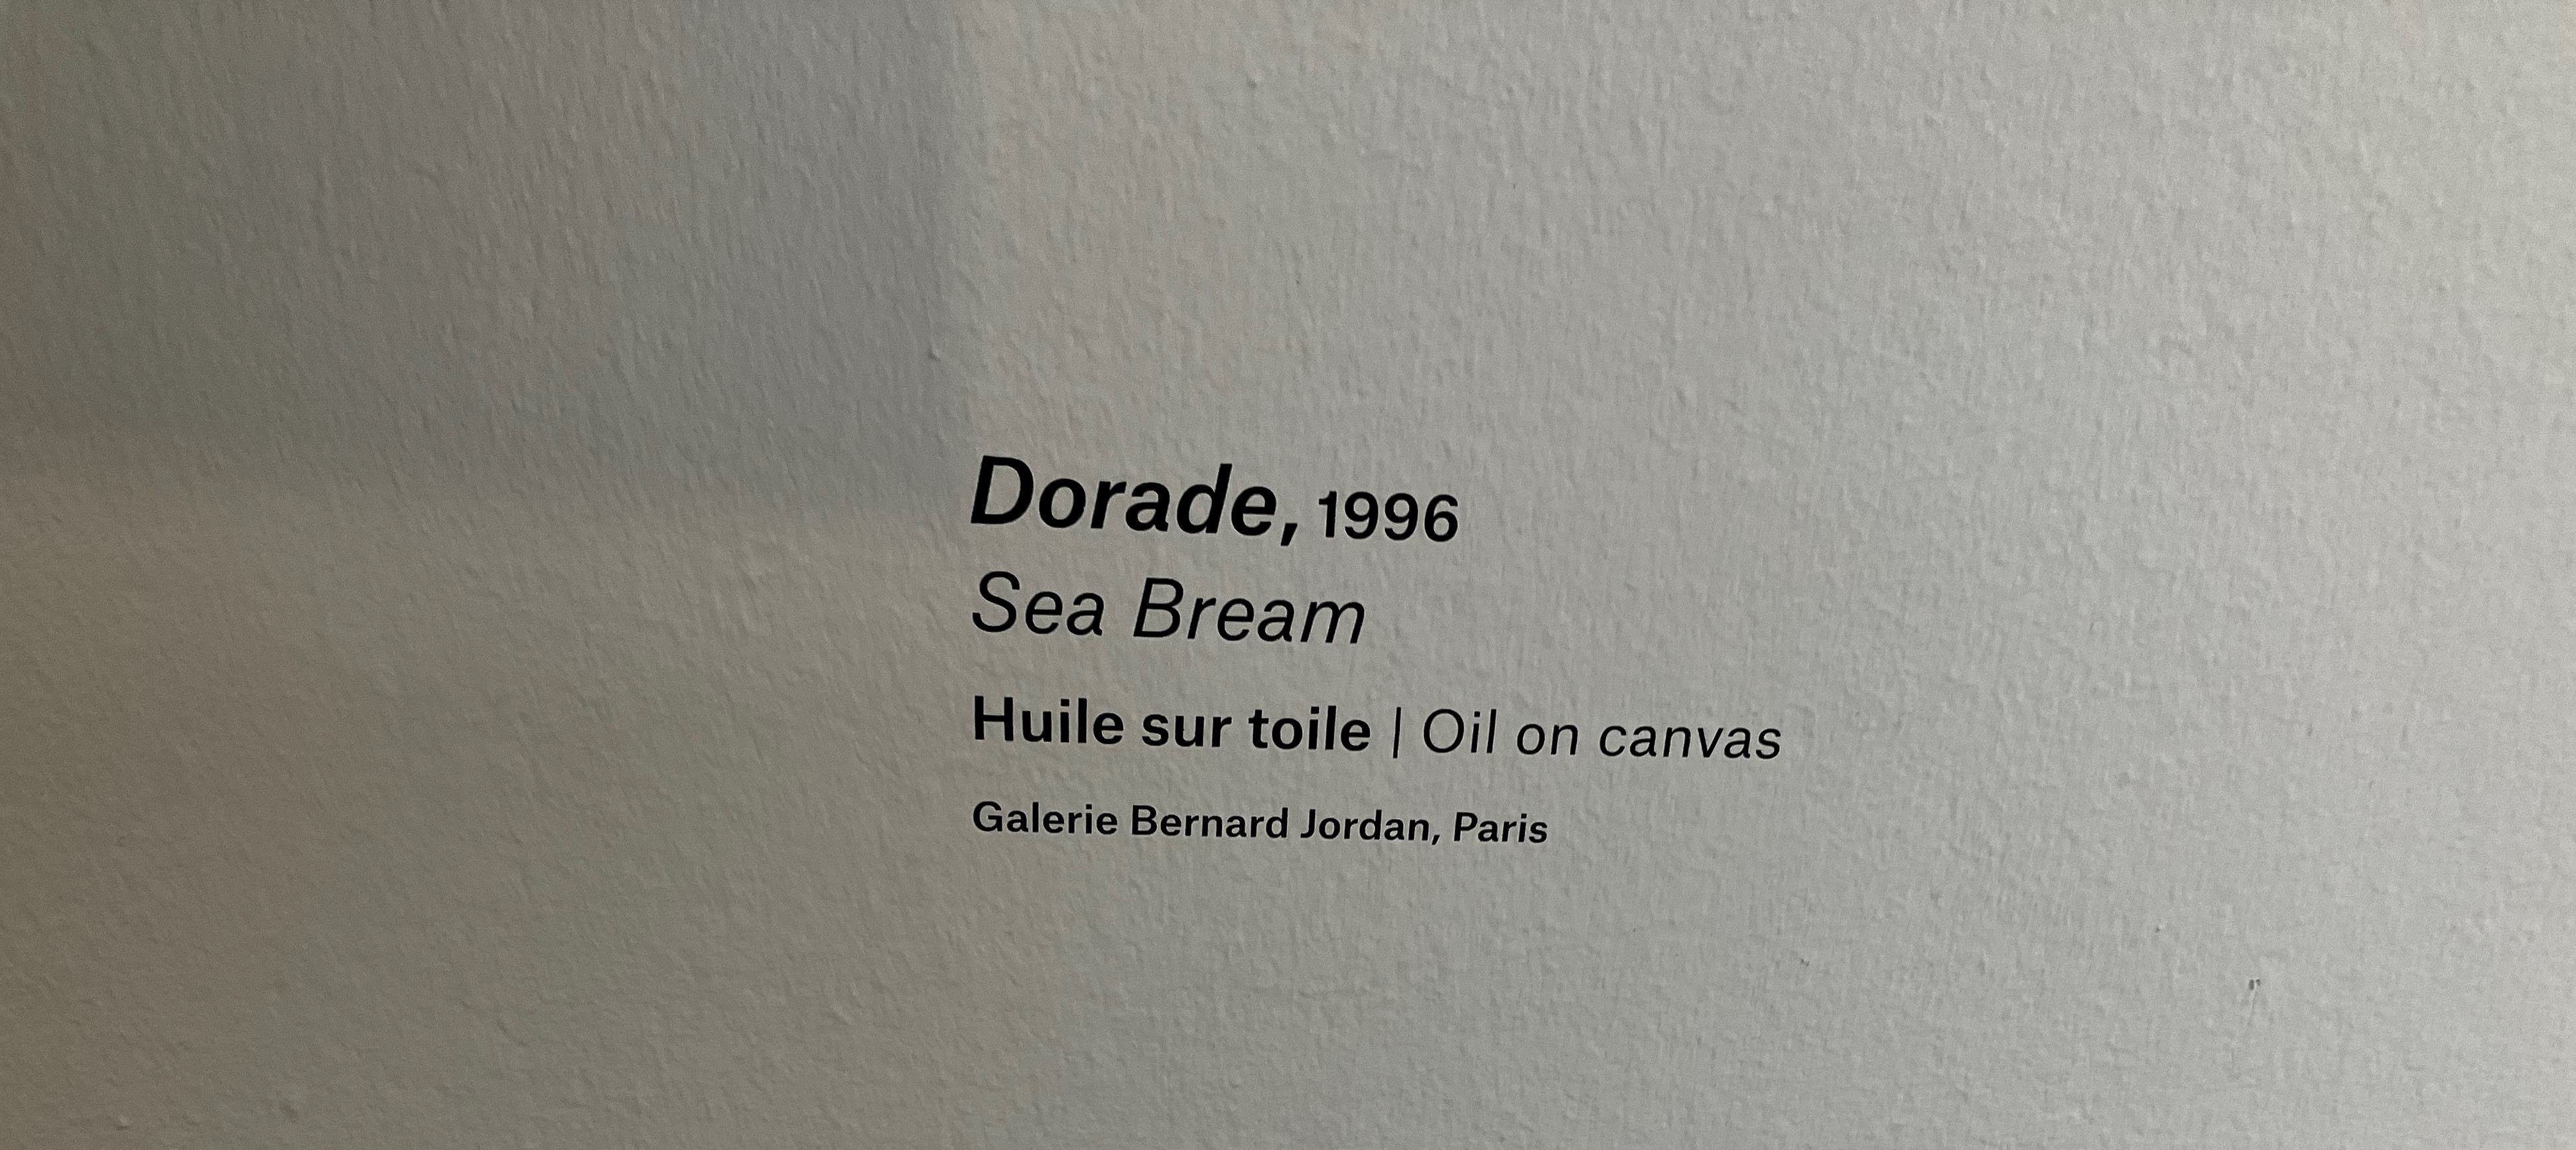 Dorade, 1996
Sea Bream
Huile sur toile | Oil on canvas
Galerie Bernard Jordan, Paris